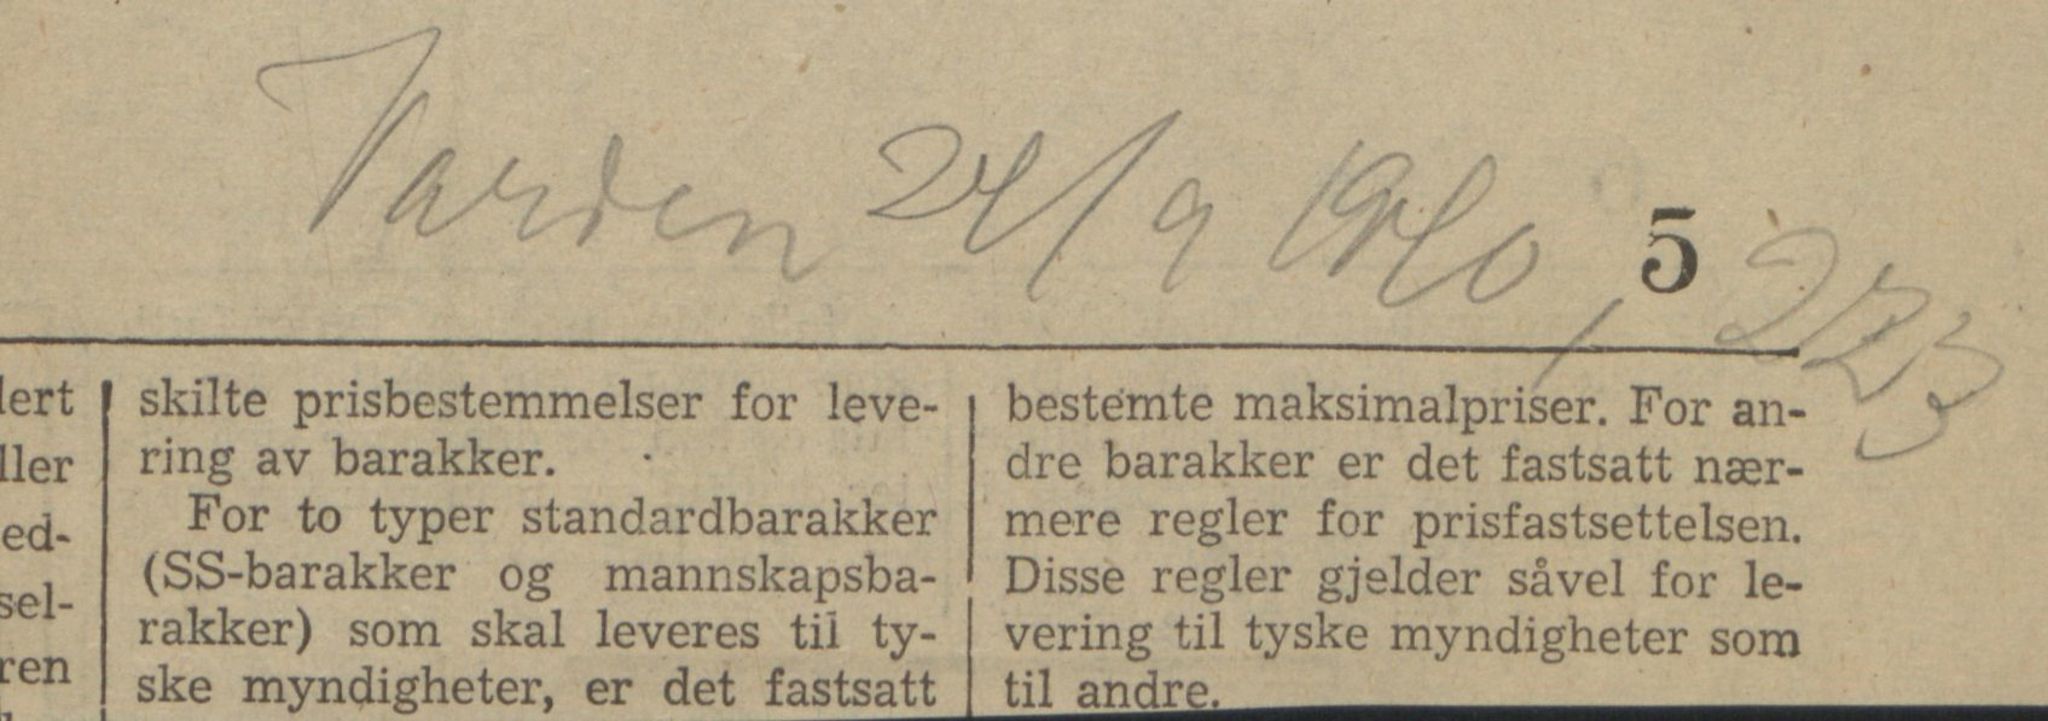 Varden 24/9 1940,
5
273
lert
ller
ed-
sel-
ren
skilte prisbestemmelser for leve-
ring av barakker.
For to typer standardbarakker
(SS-barakker og mannskapsba-
rakker) som skal leveres til ty-
ske myndigheter, er det fastsatt
bestemte maksimalpriser. For an-
dre barakker er det fastsatt nær-
mere regler for prisfastsettelsen.
Disse regler gjelder såvel for le-
vering til tyske myndigheter som
til andre.